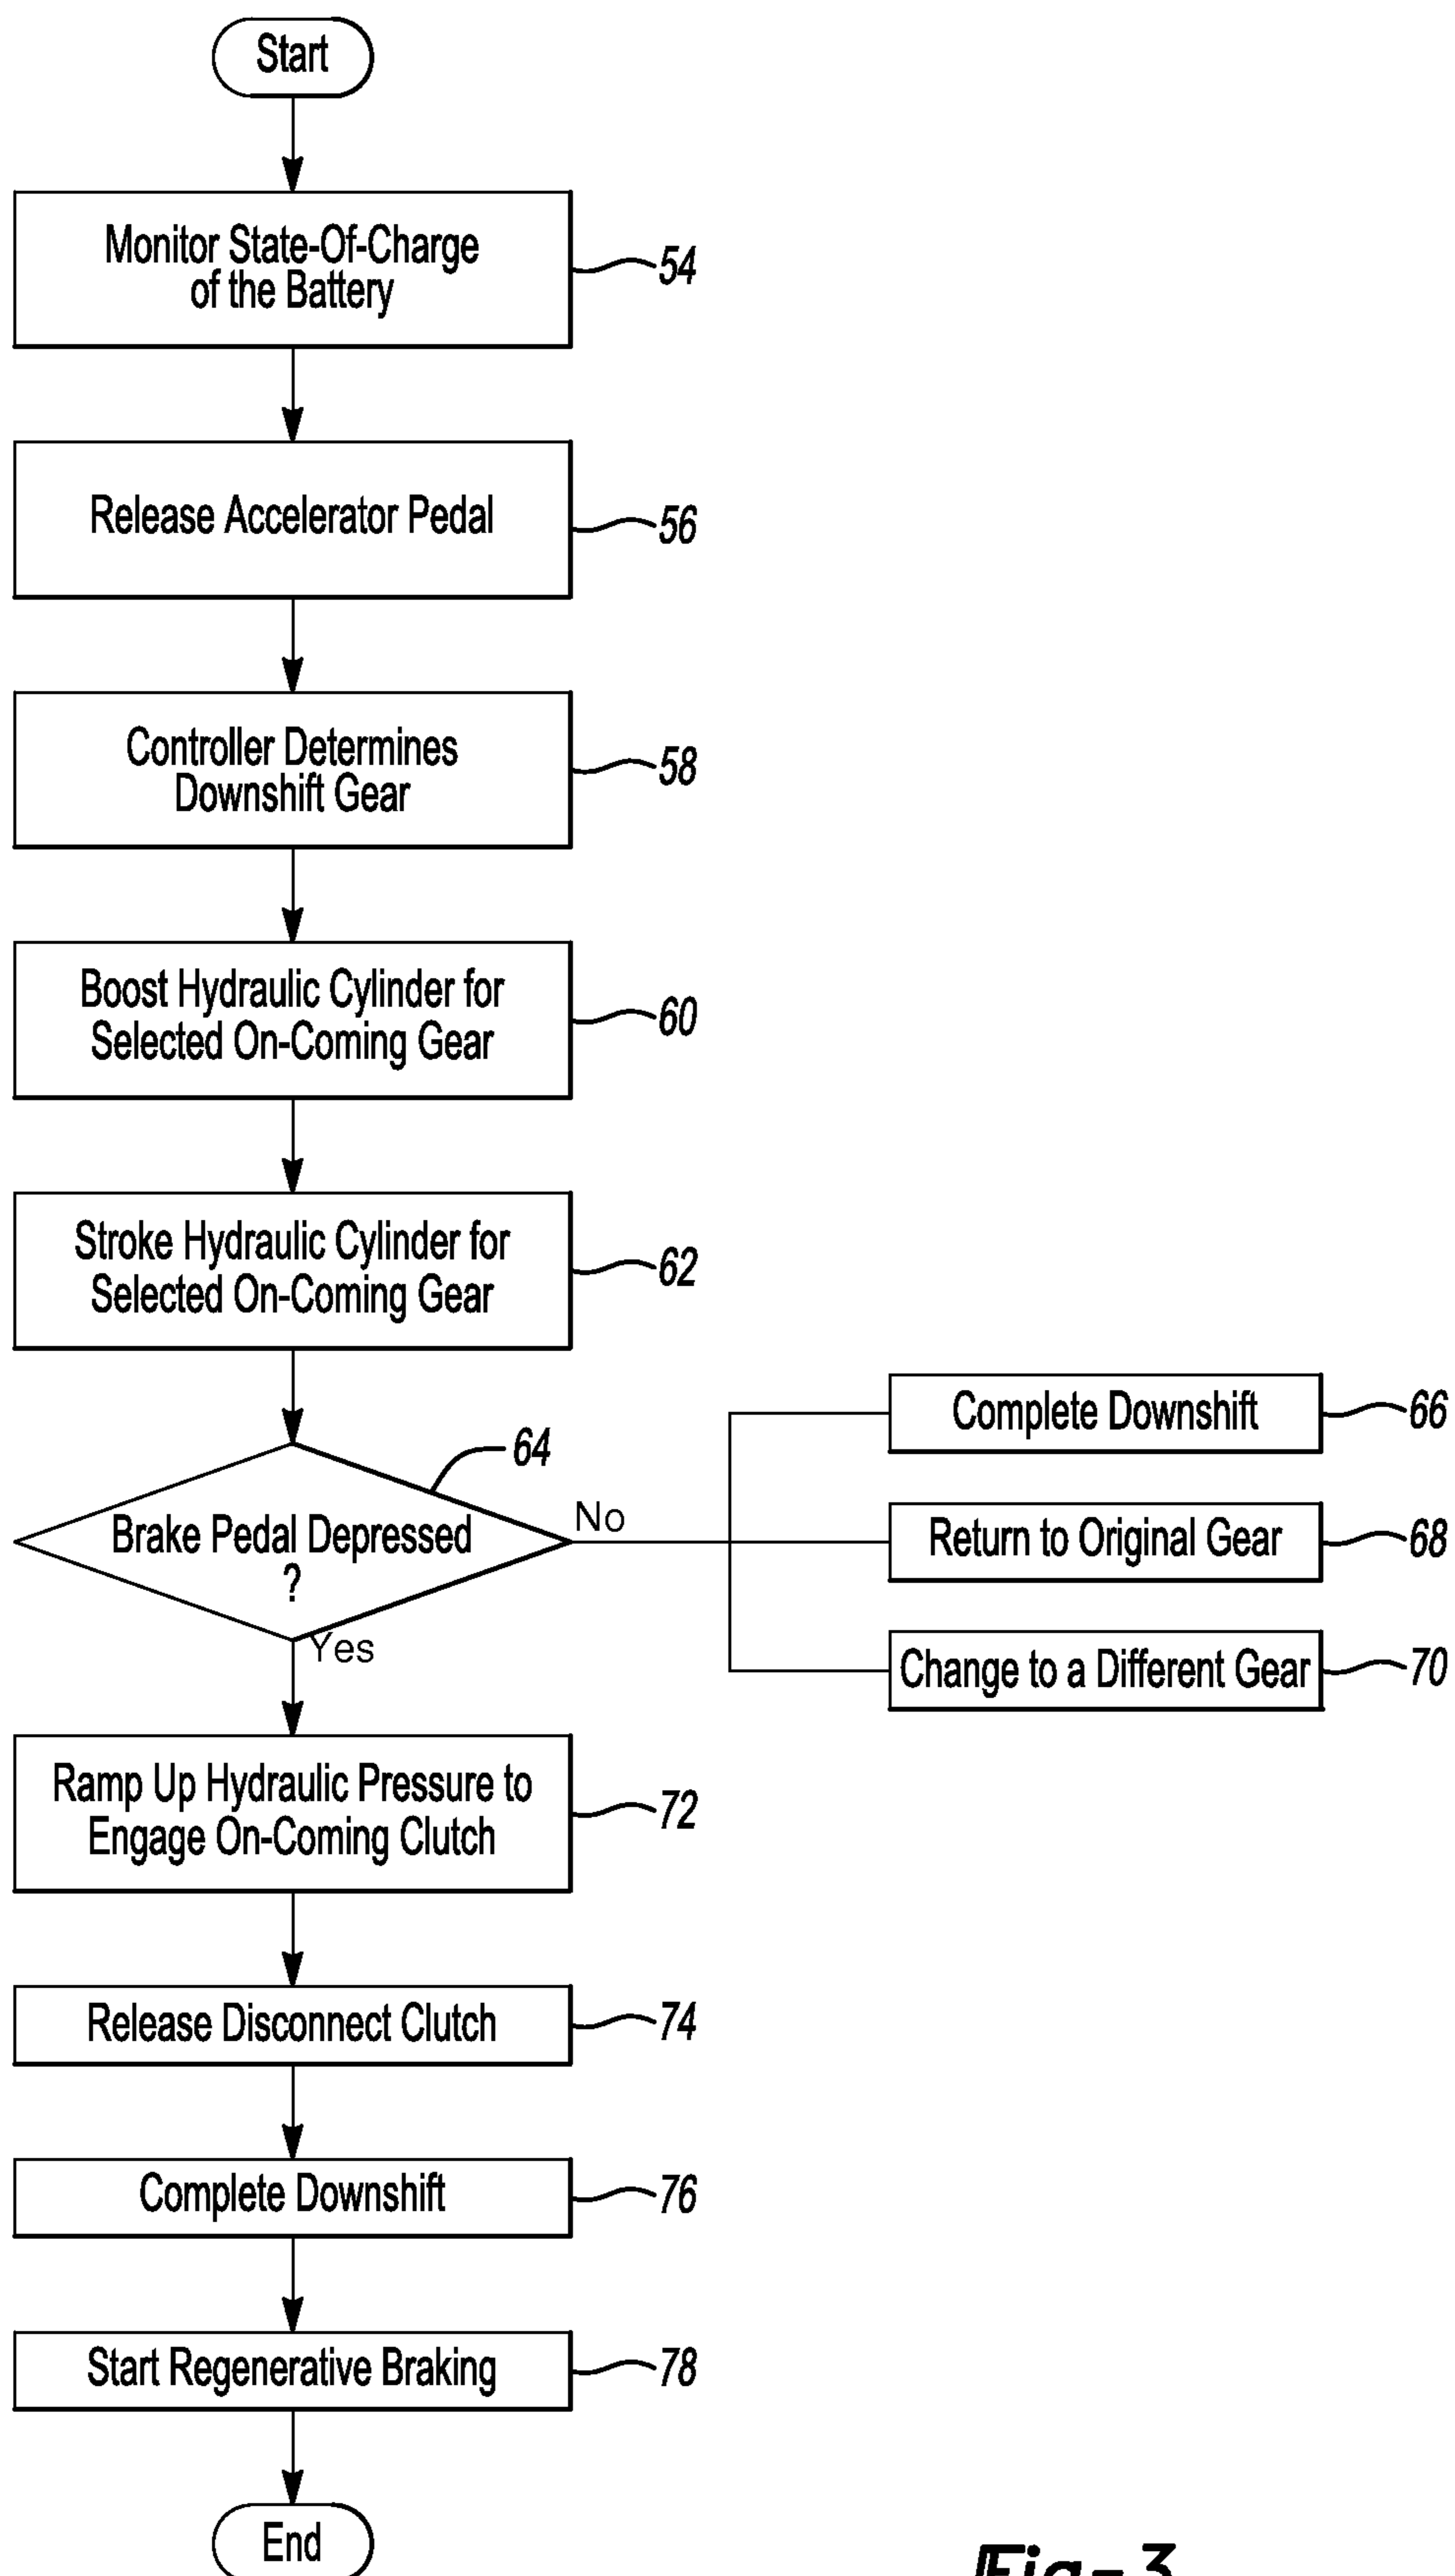 Start
Monitor State-Of-Charge
of the Battery
54
Release Accelerator Pedal
56
Controller Determines
Downshift Gear
58
Boost Hydraulic Cylinder for
Selected On-Coming Gear
60
Stroke Hydraulic Cylinder for
Selected On-Coming Gear
62
64
Brake Pedal Depressed
?
No
Yes
Complete Downshift
66
Return to Original Gear
68
Change to a Different Gear
70
Ramp Up Hydraulic Pressure to
Engage On-Coming Clutch
72
Release Disconnect Clutch
74
Complete Downshift
76
Start Regenerative Braking
78
End
Fig-3